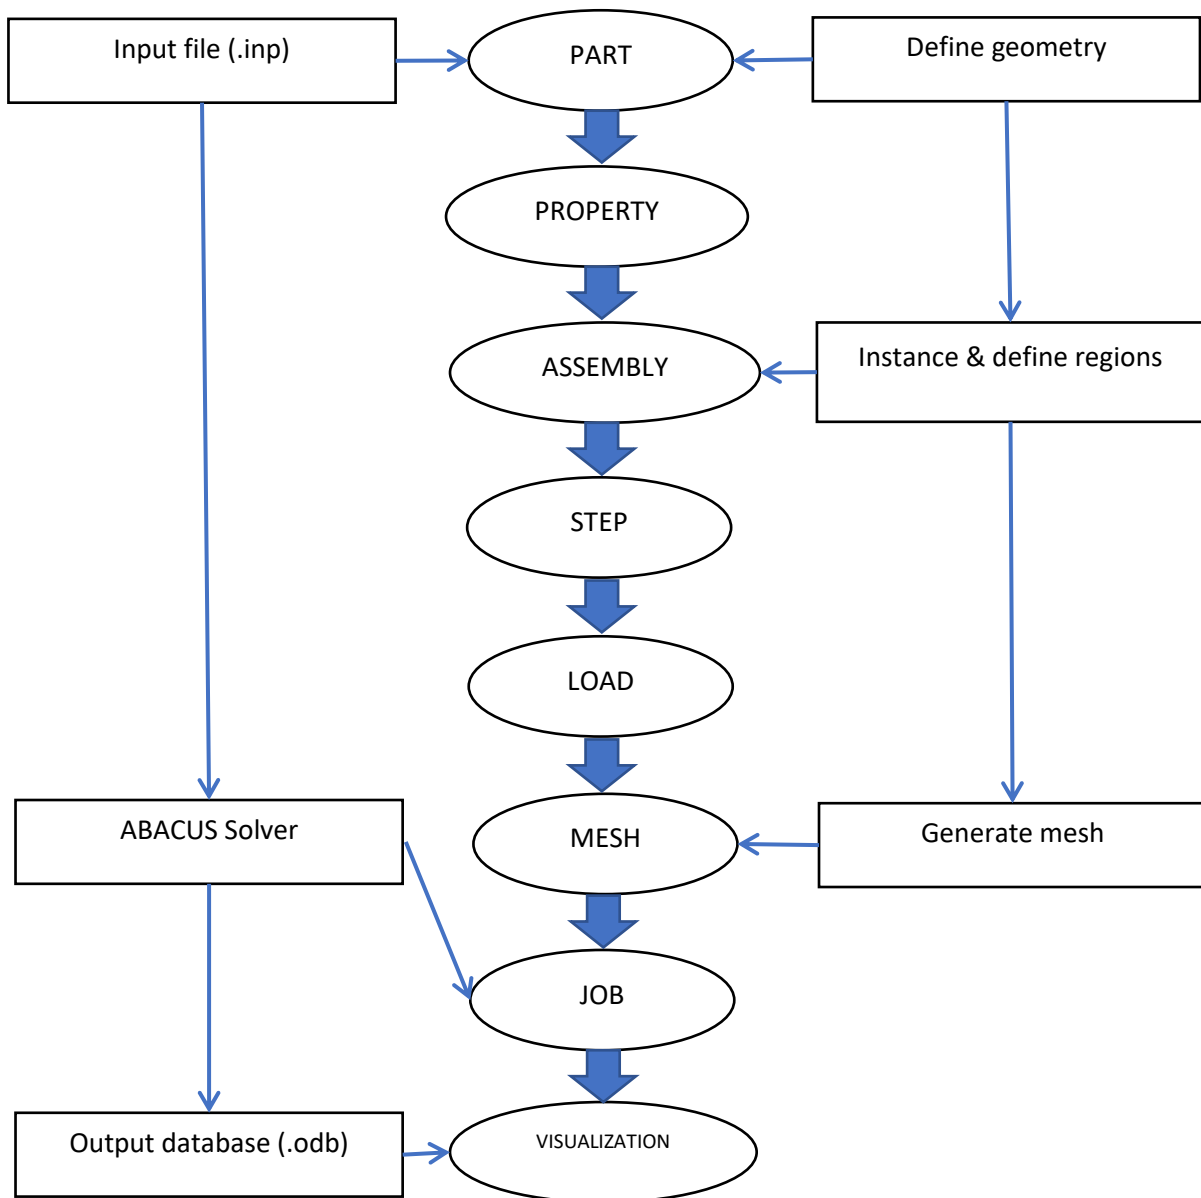 Input file (.inp)
PART
Define geometry
PROPERTY
ASSEMBLY
Instance & define regions
STEP
LOAD
ABACUS Solver
MESH
Generate mesh
JOB
Output database (.odb)
VISUALIZATION